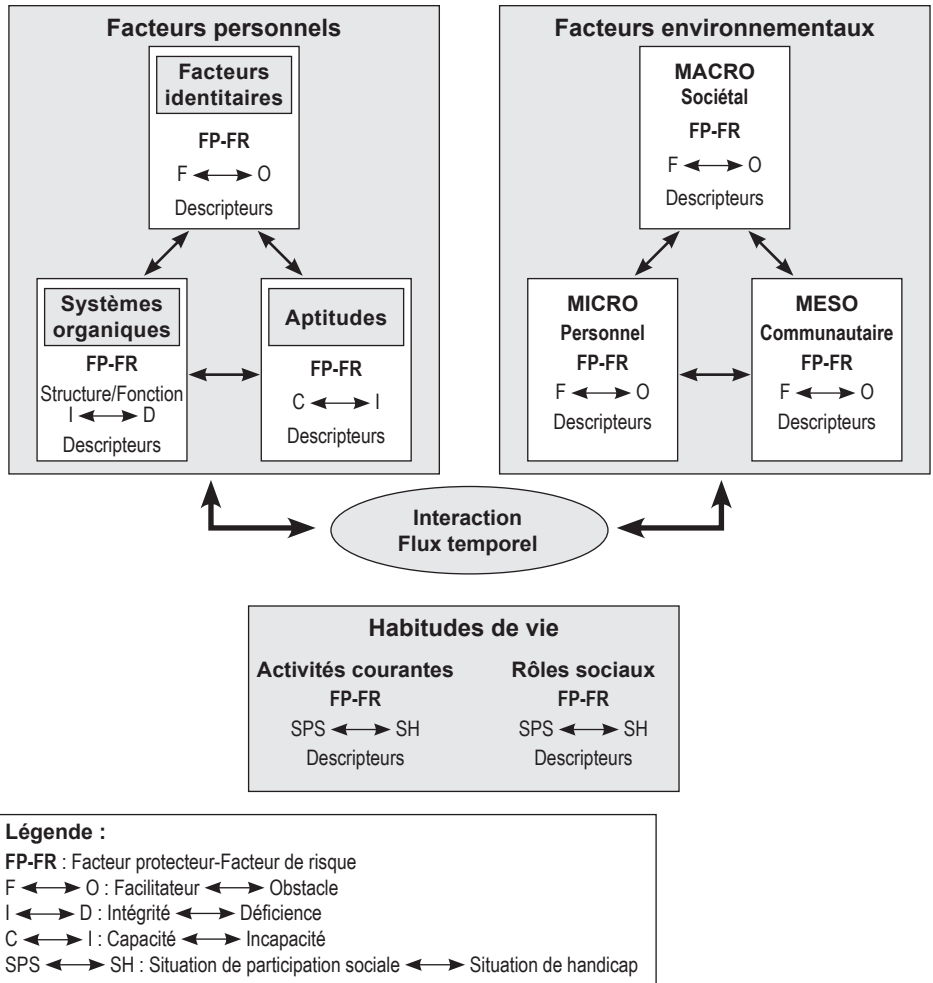 Facteurs personnels
Facteurs
identitaires
FP-FR
F ↔ O
Descripteurs
Systèmes
organiques
FP-FR
Structure/Fonction
I ↔ D
Descripteurs
Aptitudes
FP-FR
C ↔ I
Descripteurs
Facteurs environnementaux
MACRO
Sociétal
FP-FR
F ↔ O
Descripteurs
MICRO
Personnel
FP-FR
F ↔ O
Descripteurs
MESO
Communautaire
FP-FR
F ↔ O
Descripteurs
Interaction
Flux temporel
Habitudes de vie
Activités courantes
FP-FR
SPS ↔ SH
Descripteurs
Rôles sociaux
FP-FR
SPS ↔ SH
Descripteurs
Légende :
FP-FR : Facteur protecteur-Facteur de risque
F ↔ O : Facilitateur ↔ Obstacle
I ↔ D : Intégrité ↔ Déficience
C ↔ I : Capacité ↔ Incapacité
SPS ↔ SH : Situation de participation sociale ↔ Situation de handicap